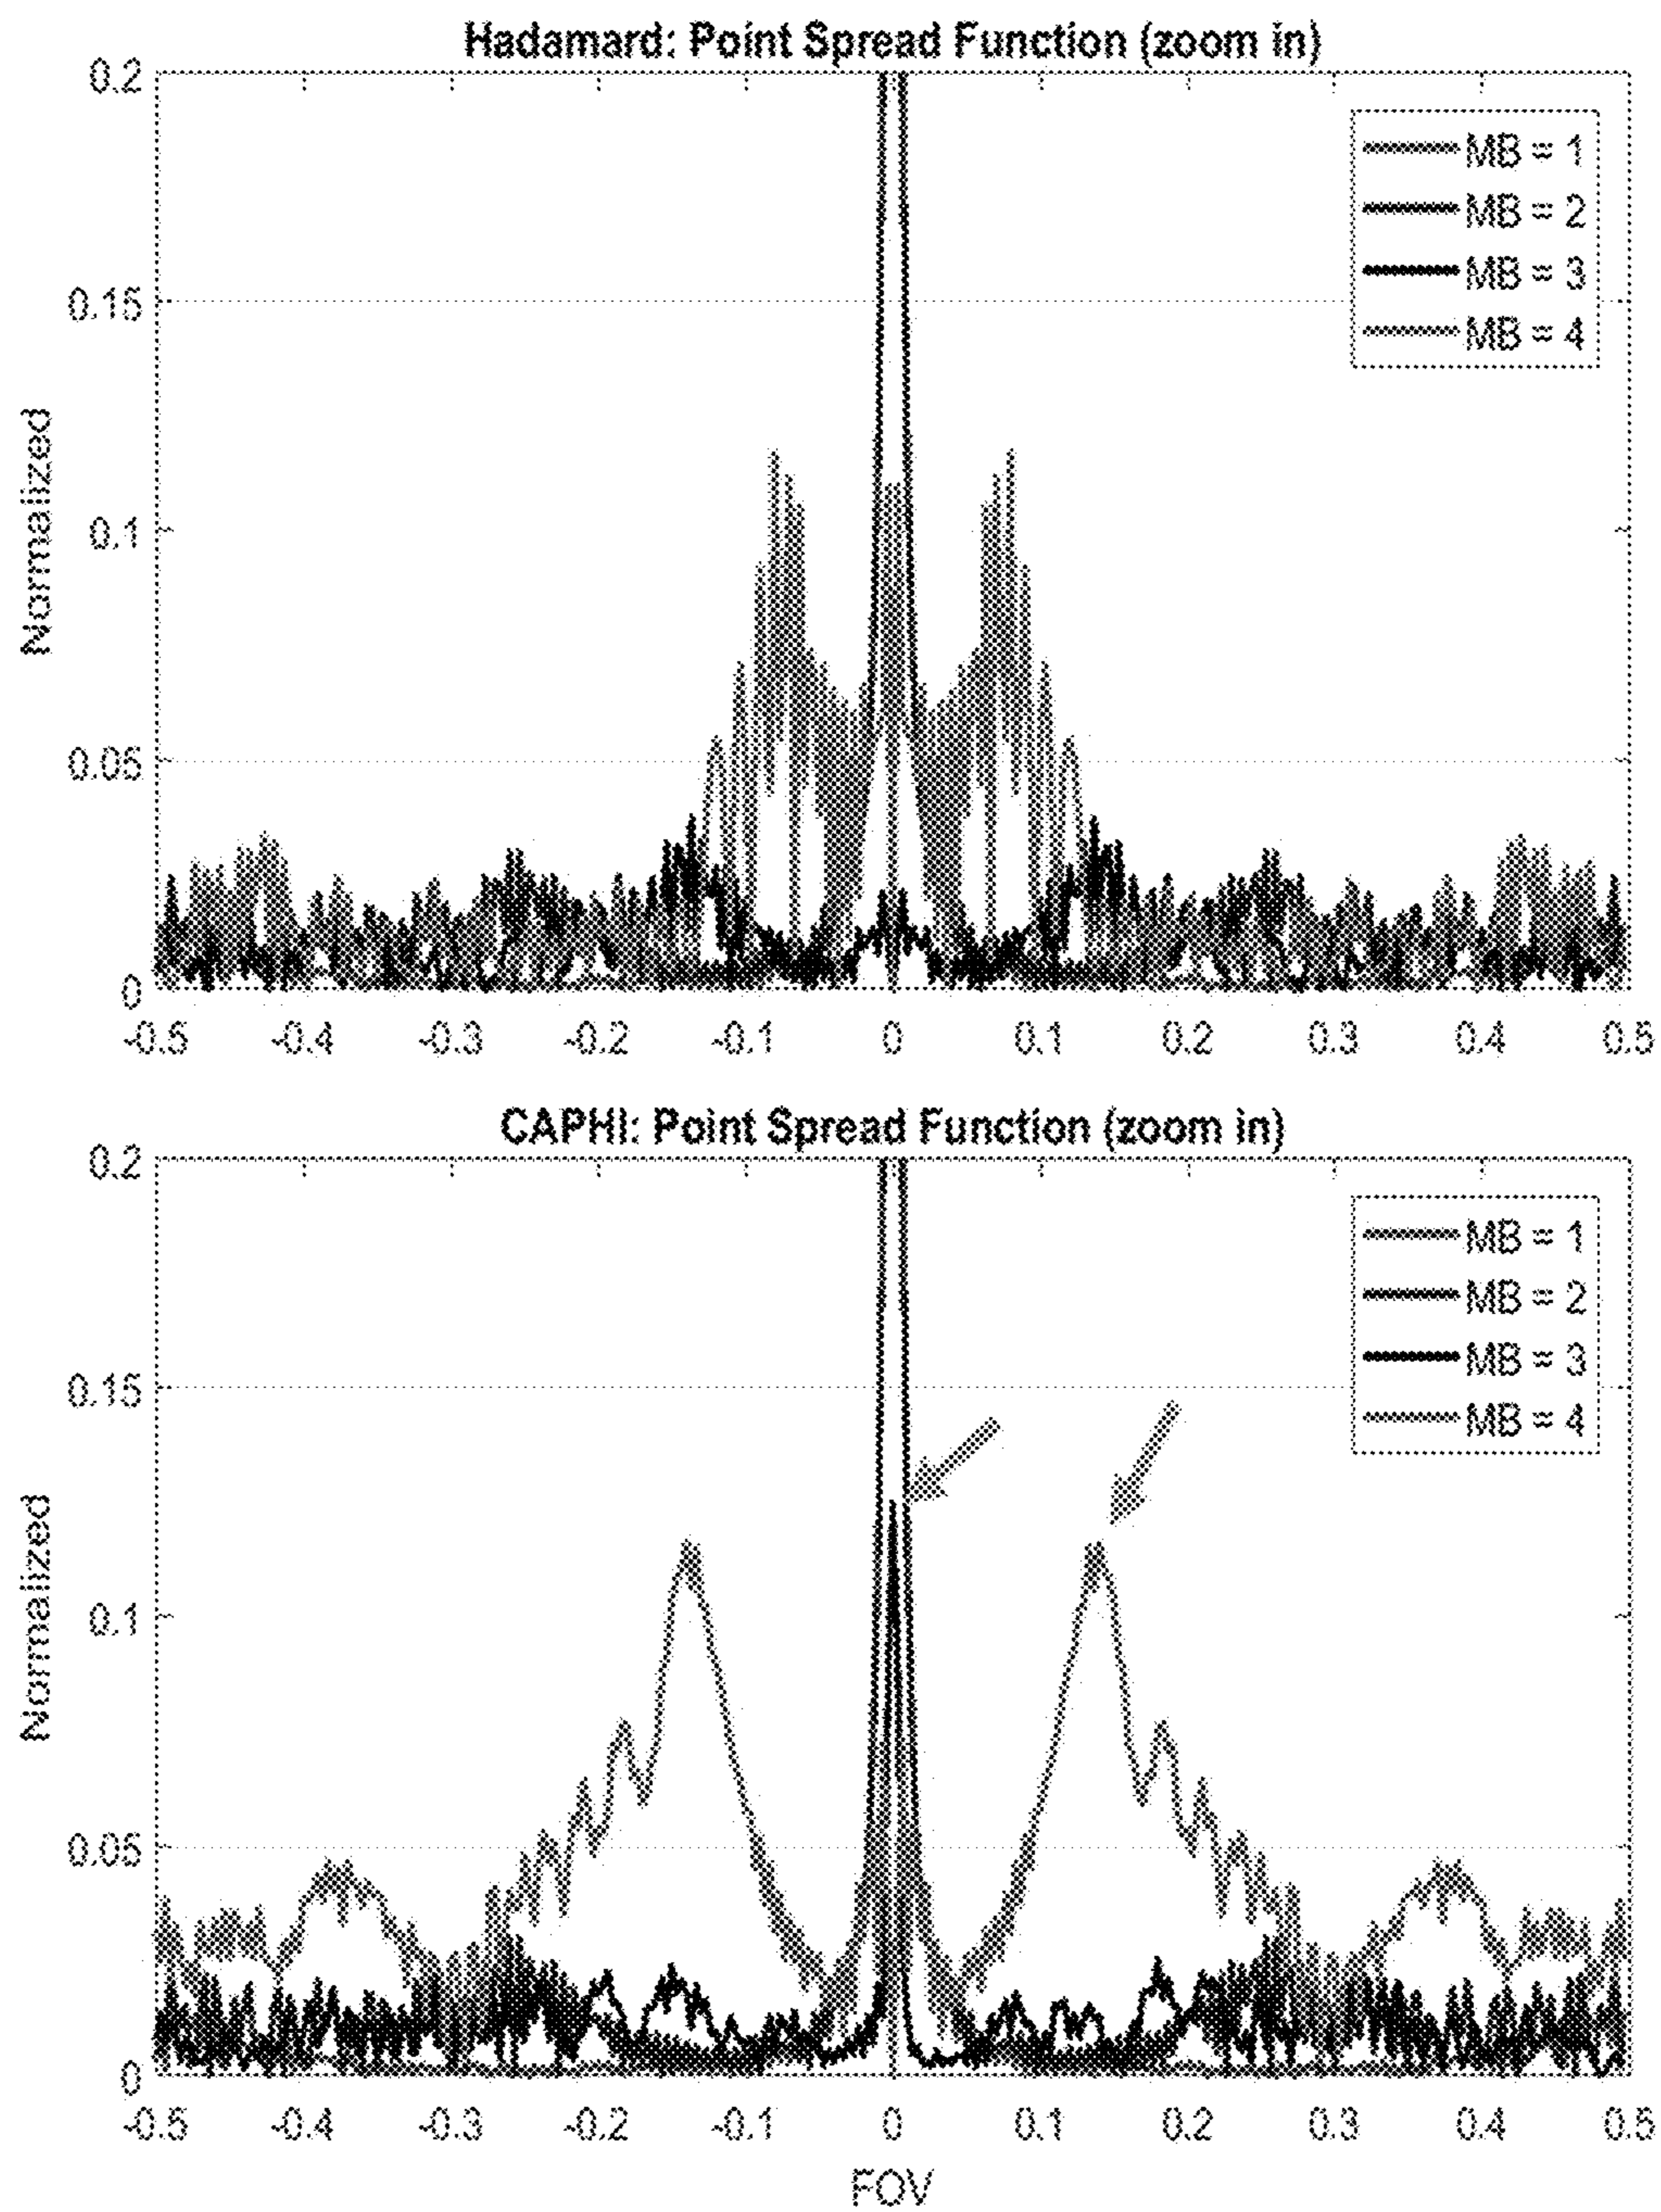 Hadamard: Point Spread Function (zoom in)
0.2
0.15
0.1
0.05
0
Normalized
MB = 1
MB = 2
MB = 3
MB = 4
-0.5 -0.4 -0.3 -0.2 -0.1 0 0.1 0.2 0.3 0.4 0.5
CAPHI: Point Spread Function (zoom in)
0.2
0.15
0.1
0.05
0
Normalized
MB = 1
MB = 2
MB = 3
MB = 4
-0.5 -0.4 -0.3 -0.2 -0.1 0 0.1 0.2 0.3 0.4 0.5
FOV